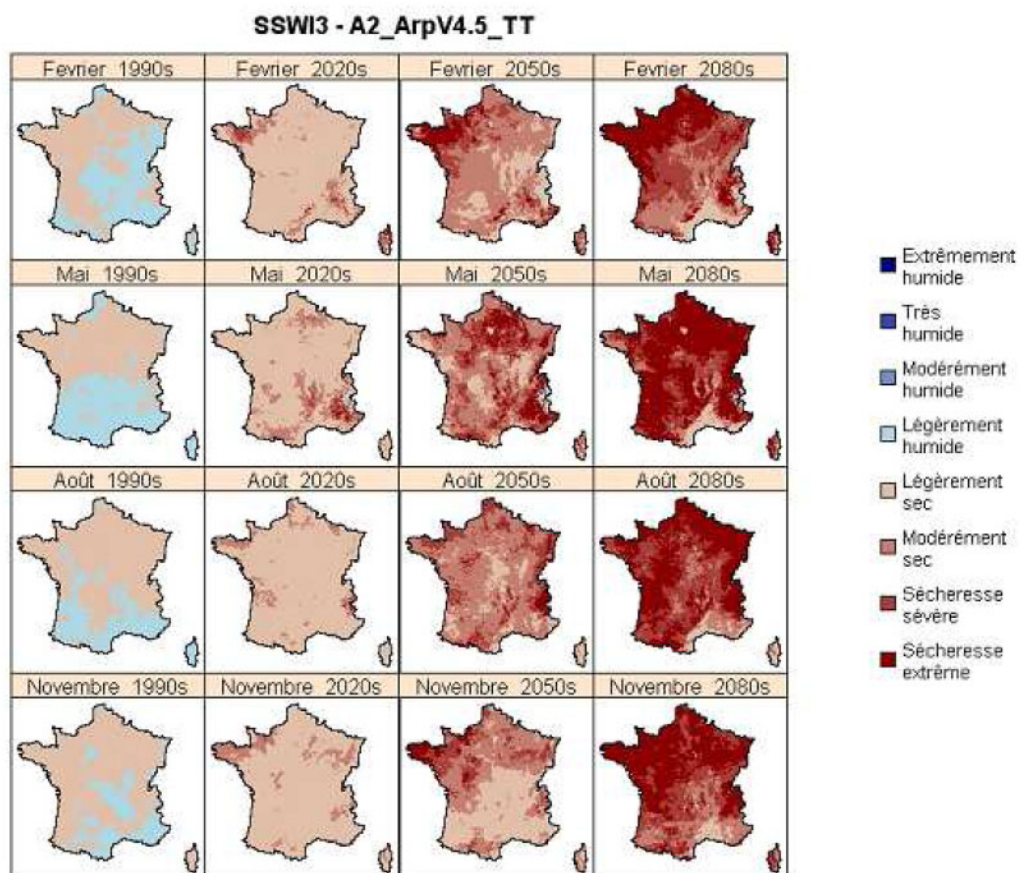 SSWI3 - A2_ArpV4.5_TT
Fevrier 1990s
Fevrier 2020s
Fevrier 2050s
Fevrier 2080s
Mai 1990s
Mai 2020s
Mai 2050s
Mai 2080s
Août 1990s
Août 2020s
Août 2050s
Août 2080s
Novembre 1990s
Novembre 2020s
Novembre 2050s
Novembre 2080s
Extrêmement
humide
Très
humide
Modérément
humide
Légèrement
humide
Légèrement
sec
Modérément
sec
Sécheresse
sévère
Sécheresse
extrême